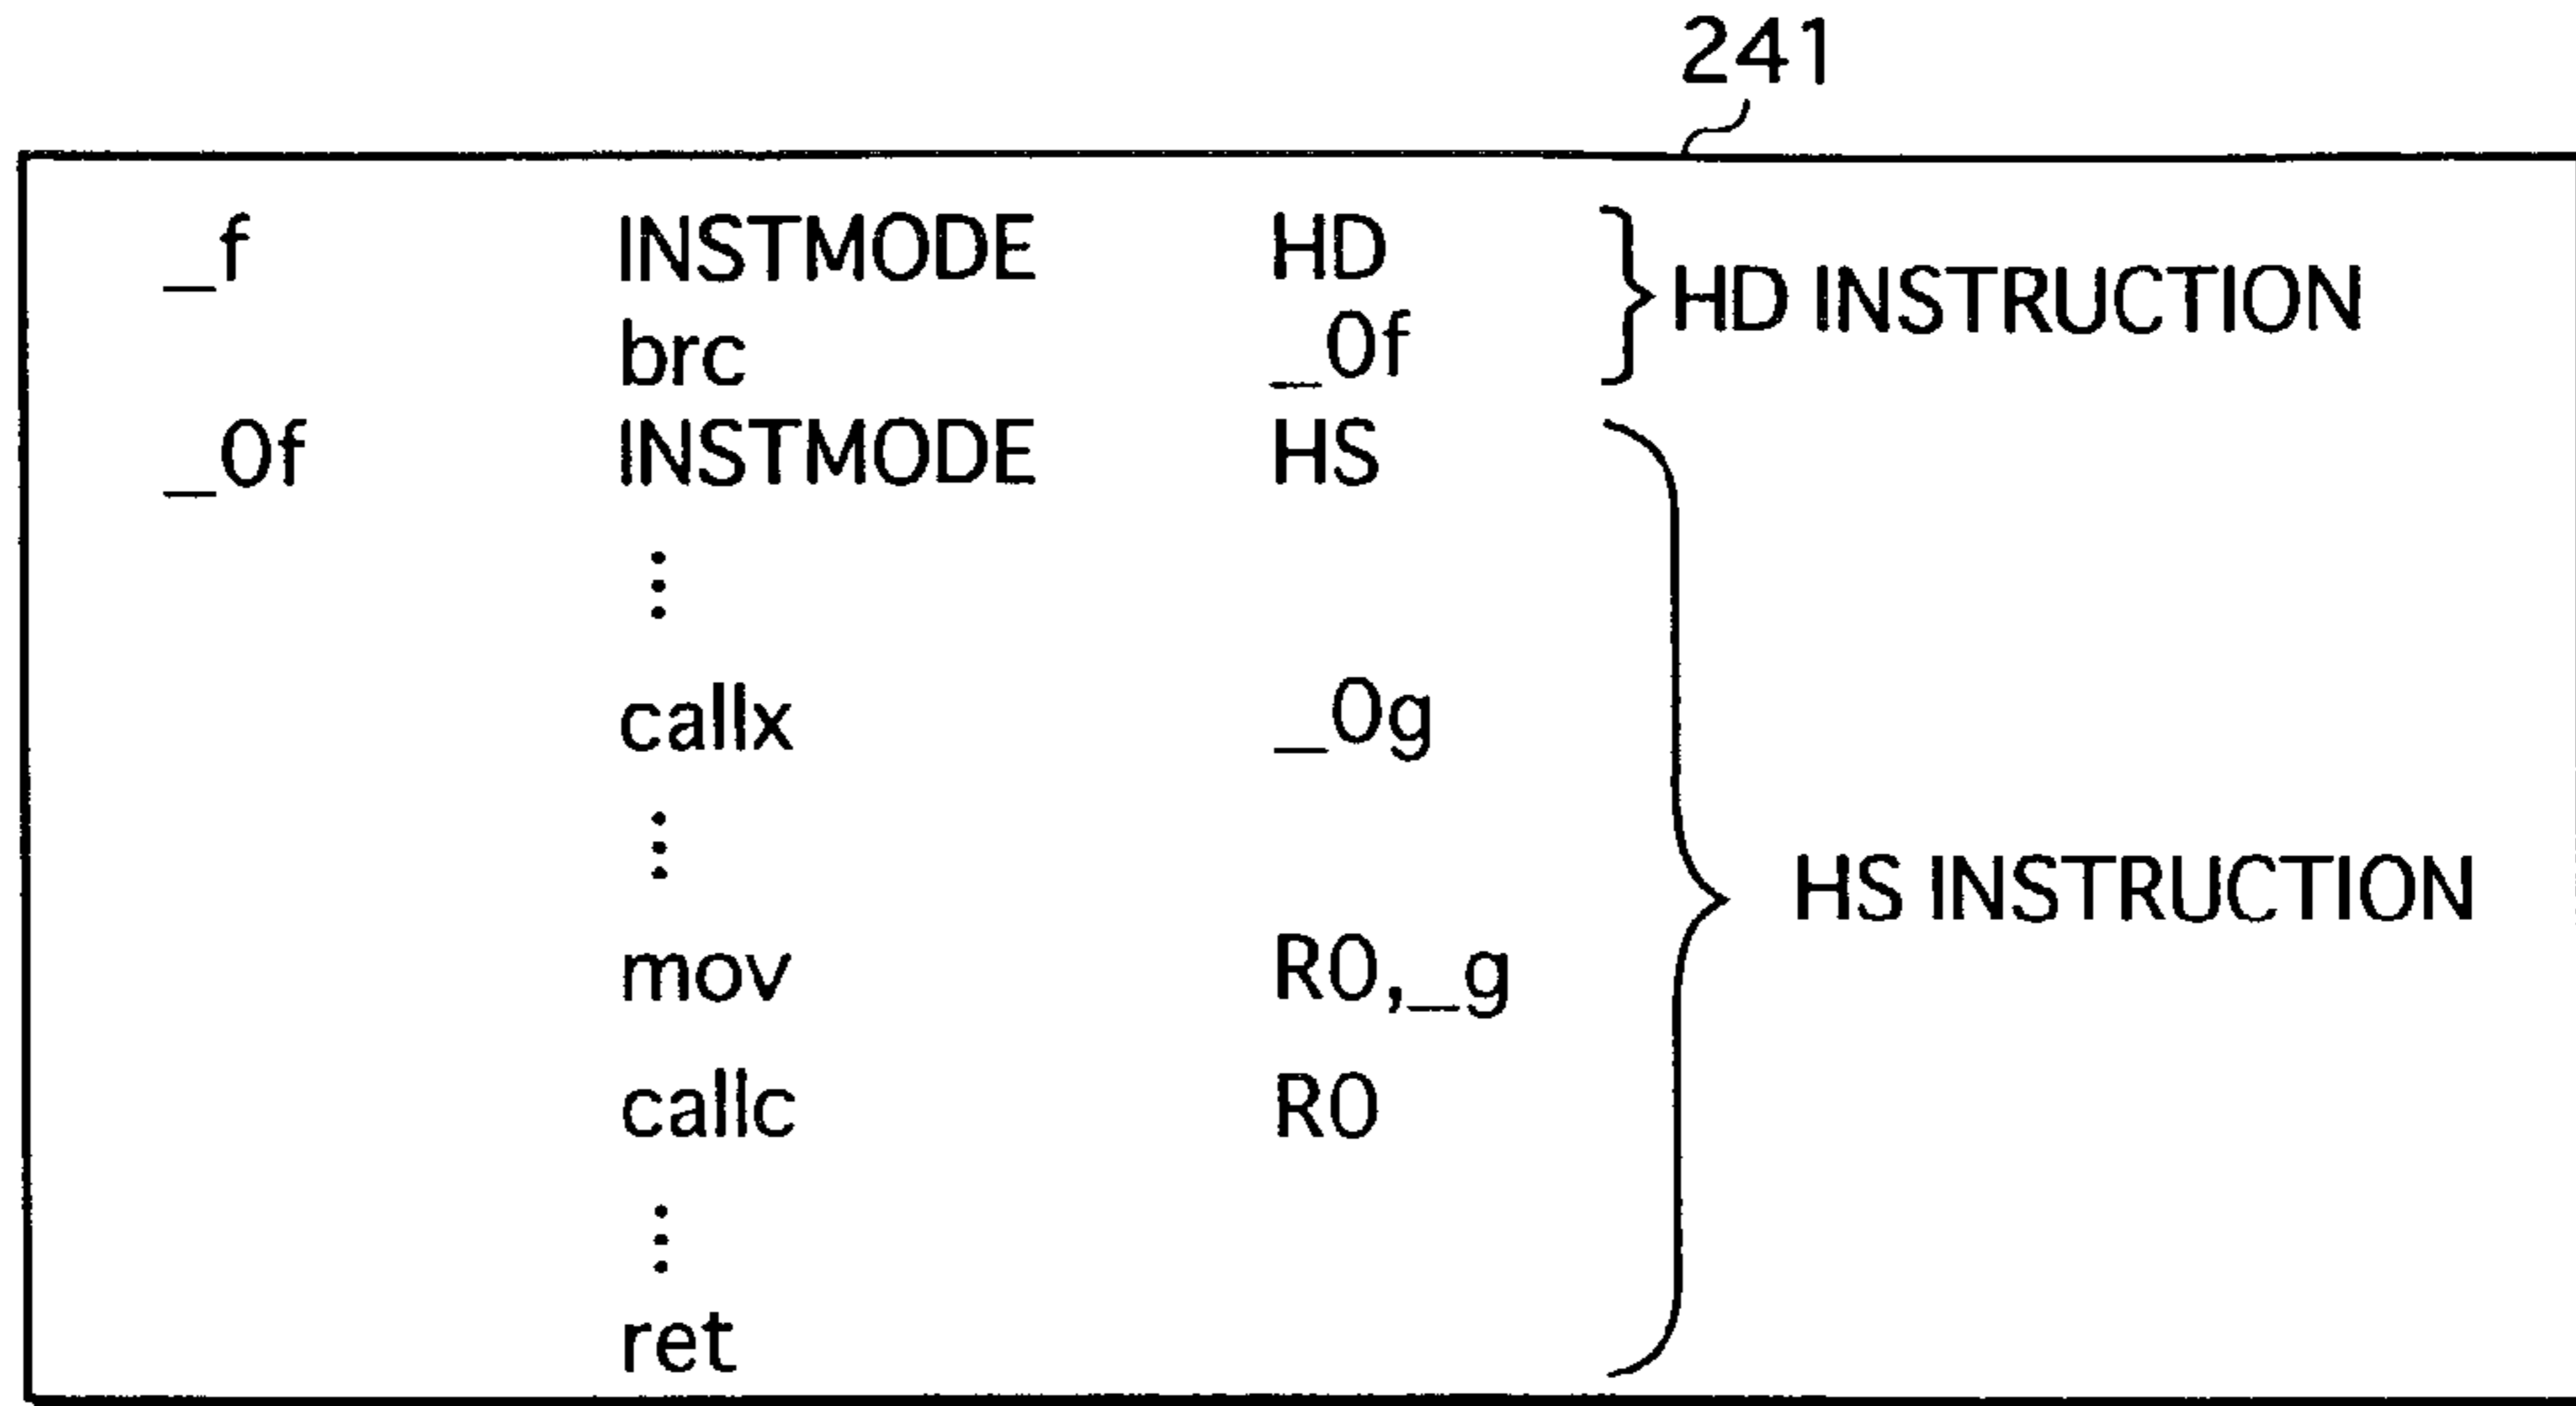 241
_f INSTMODE HD
HD INSTRUCTION
brc _0f
_0f INSTMODE HS
⋮
callx _0g
⋮
HS INSTRUCTION
mov R0,_g
callc R0
⋮
ret